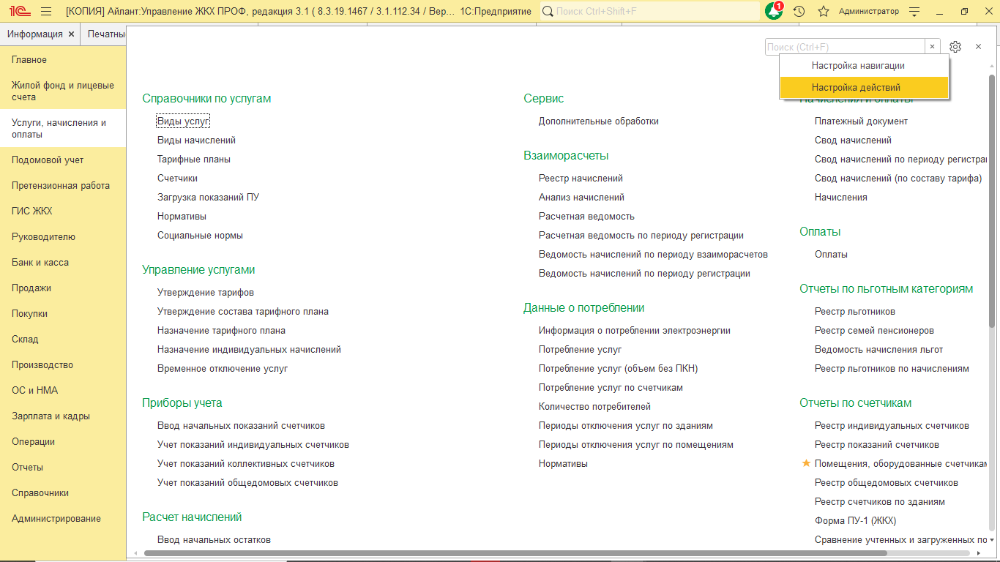 1С [КОПИЯ] Айлант:Управление ЖКХ ПРОФ, редакция 3.1 ( 8.3.19.1467 / 3.1.112.34 / Вер... 1С:Предприятие Поиск Ctrl+Shift+F 1 Администратор
Информация × Печатны
Главное
Жилой фонд и лицевые
счета
Услуги, начисления и
оплаты
Подомовой учет
Претензионная работа
ГИС ЖКХ
Руководителю
Банк и касса
Продажи
Покупки
Склад
Производство
ОС и НМА
Зарплата и кадры
Операции
Отчеты
Справочники
Администрирование
Поиск (Ctrl+F) ×
Настройка навигации
Настройка действий
Справочники по услугам
Виды услуг
Виды начислений
Тарифные планы
Счетчики
Загрузка показаний ПУ
Нормативы
Социальные нормы
Управление услугами
Утверждение тарифов
Утверждение состава тарифного плана
Назначение тарифного плана
Назначение индивидуальных начислений
Временное отключение услуг
Приборы учета
Ввод начальных показаний счетчиков
Учет показаний индивидуальных счетчиков
Учет показаний коллективных счетчиков
Учет показаний общедомовых счетчиков
Расчет начислений
Ввод начальных остатков
Сервис
Дополнительные обработки
Взаиморасчеты
Реестр начислений
Анализ начислений
Расчетная ведомость
Расчетная ведомость по периоду регистрации
Ведомость начислений по периоду взаиморасчетов
Ведомость начислений по периоду регистрации
Данные о потреблении
Информация о потреблении электроэнергии
Потребление услуг
Потребление услуг (объем без ПКН)
Потребление услуг по счетчикам
Количество потребителей
Периоды отключения услуг по зданиям
Периоды отключения услуг по помещениям
Нормативы
Начисления и оплаты
Платежный документ
Свод начислений
Свод начислений по периоду регистрац
Свод начислений (по составу тарифа)
Начисления
Оплаты
Оплаты
Отчеты по льготным категориям
Реестр льготников
Реестр семей пенсионеров
Ведомость начисления льгот
Реестр льготников по начислениям
Отчеты по счетчикам
Реестр индивидуальных счетчиков
Реестр показаний счетчиков
Помещения, оборудованные счетчикам
Реестр общедомовых счетчиков
Реестр счетчиков по зданиям
Форма ПУ-1 (ЖКХ)
Сравнение учтенных и загруженных по